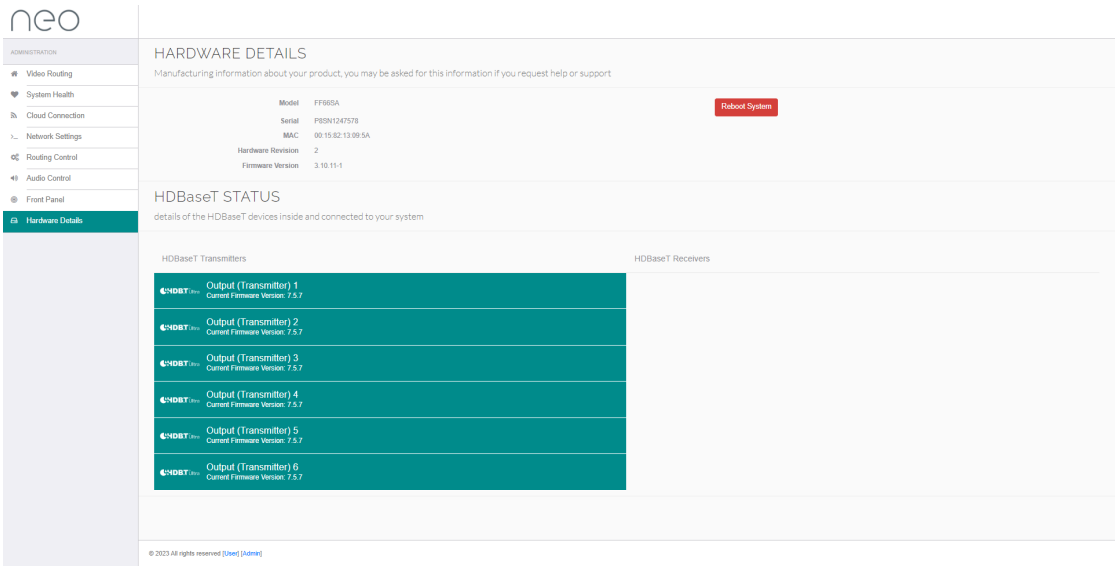 neo
ADMINISTRATION
Video Routing
System Health
Cloud Connection
Network Settings
Routing Control
Audio Control
Front Panel
Hardware Details
HARDWARE DETAILS
Manufacturing information about your product, you may be asked for this information if you request help or support
Model FF66SA
Serial P8SN1247578
MAC 00:15:82:13:09:5A
Hardware Revision 2
Firmware Version 3.10.11-1
Reboot System
HDBaseT STATUS
details of the HDBaseT devices inside and connected to your system
HDBaseT Transmitters
HDBaseT Receivers
HDBT Output (Transmitter) 1
Current Firmware Version: 7.5.7
HDBT Output (Transmitter) 2
Current Firmware Version: 7.5.7
HDBT Output (Transmitter) 3
Current Firmware Version: 7.5.7
HDBT Output (Transmitter) 4
Current Firmware Version: 7.5.7
HDBT Output (Transmitter) 5
Current Firmware Version: 7.5.7
HDBT Output (Transmitter) 6
Current Firmware Version: 7.5.7
© 2023 All rights reserved [User] [Admin]